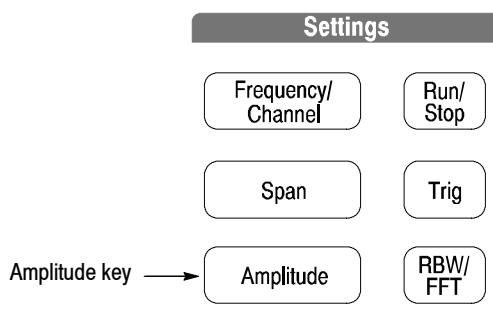 Settings
Frequency/
Channel
Run/
Stop
Span
Trig
Amplitude key
Amplitude
RBW/
FFT